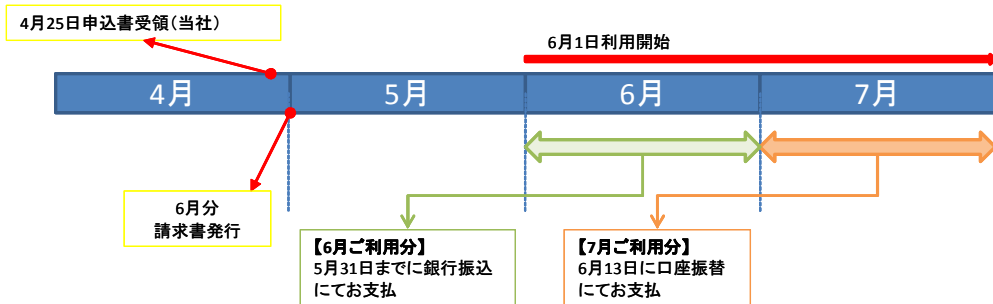 4月25日申込書受領(当社)
6月1日利用開始
4月
5月
6月
7月
6月分
請求書発行
【6月ご利用分】
5月31日までに銀行振込
にてお支払
【7月ご利用分】
6月13日に口座振替
にてお支払